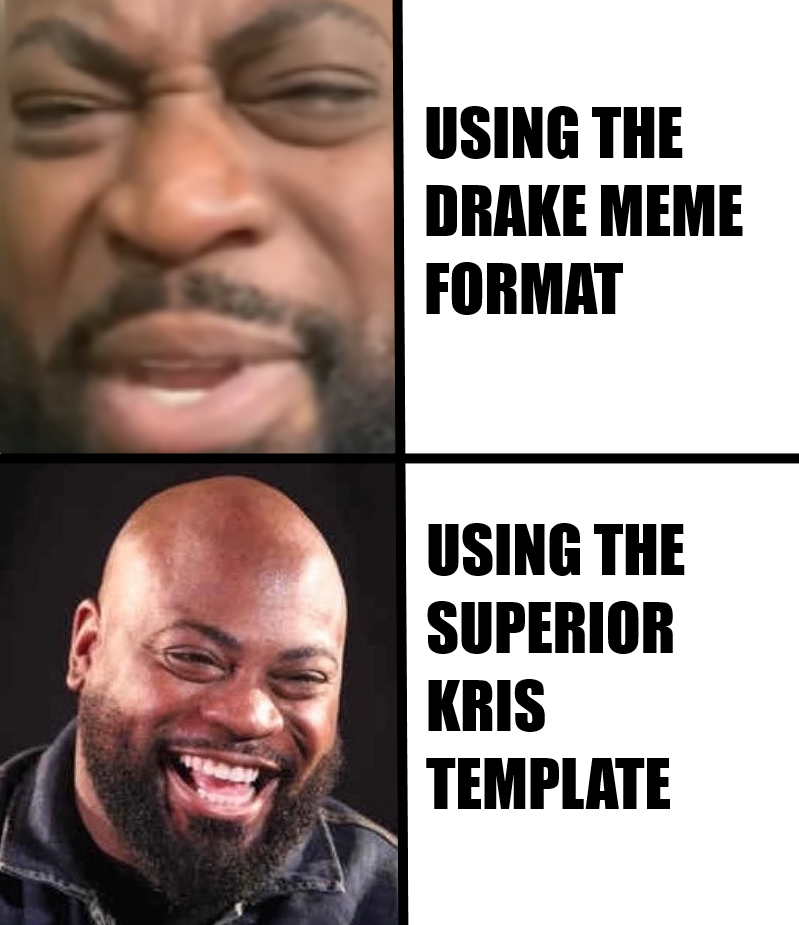 USING THE
DRAKE MEME
FORMAT
USING THE
SUPERIOR
KRIS
TEMPLATE